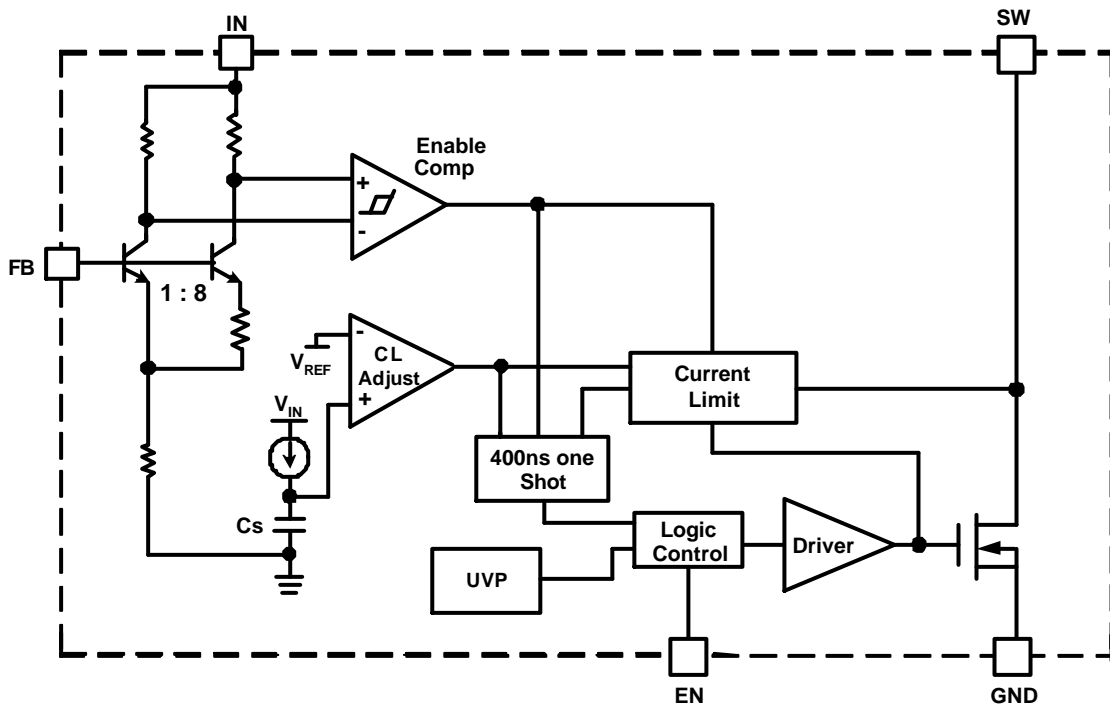 IN
SW
Enable
Comp
+
-
FB
1 : 8
-
VREF
CL
Adjust
+
Current
Limit
VIN
400ns one
Shot
Cs
Logic
Control
Driver
UVP
EN
GND